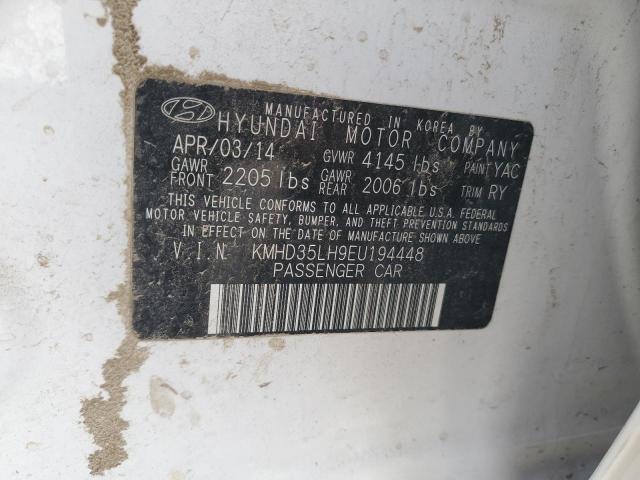 MANUFACTURED IN KOREA BY
HYUNDAI MOTOR COMPANY
APR/03/14 GVWR 4145 lbs PAINT YAC
GAWR FRONT 2205 lbs GAWR REAR 2006 lbs TRIM RY
THIS VEHICLE CONFORMS TO ALL APPLICABLE U.S.A. FEDERAL
MOTOR VEHICLE SAFETY, BUMPER, AND THEFT PREVENTION STANDARDS
IN EFFECT ON THE DATE OF MANUFACTURE SHOWN ABOVE
V.I.N KMHD35LH9EU194448
PASSENGER CAR